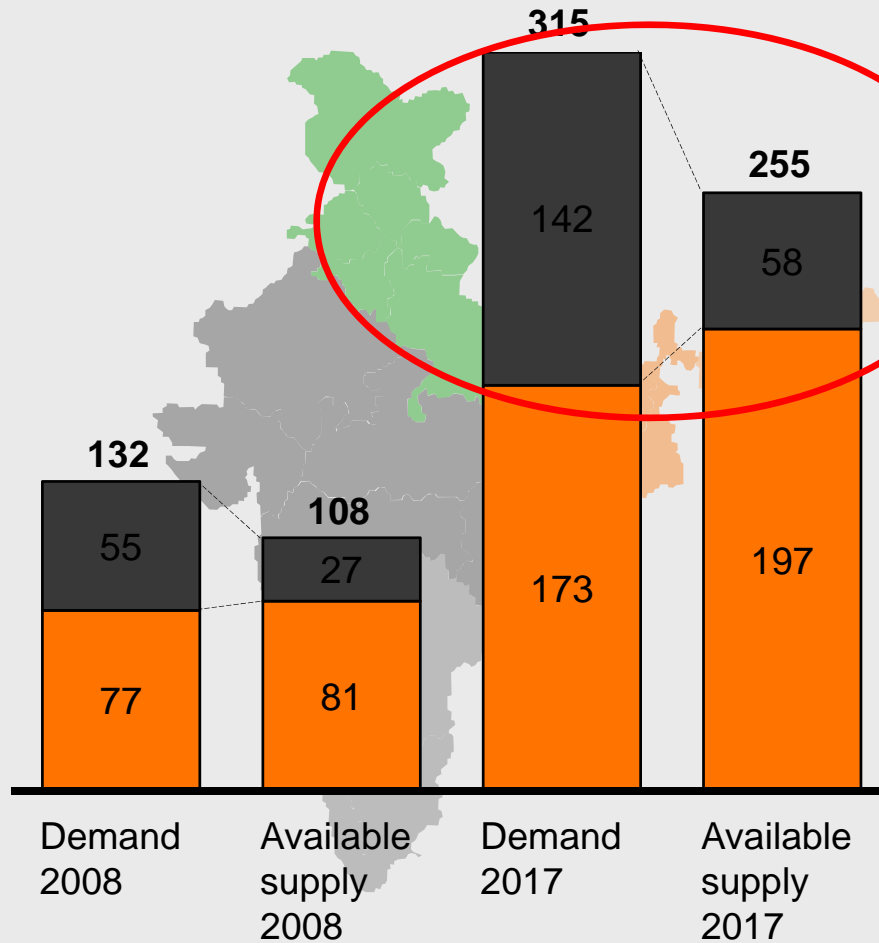 315
255
142
58
132
108
55
27
173
197
77
81
Demand
2008
Available
supply
2008
Demand
2017
Available
supply
2017